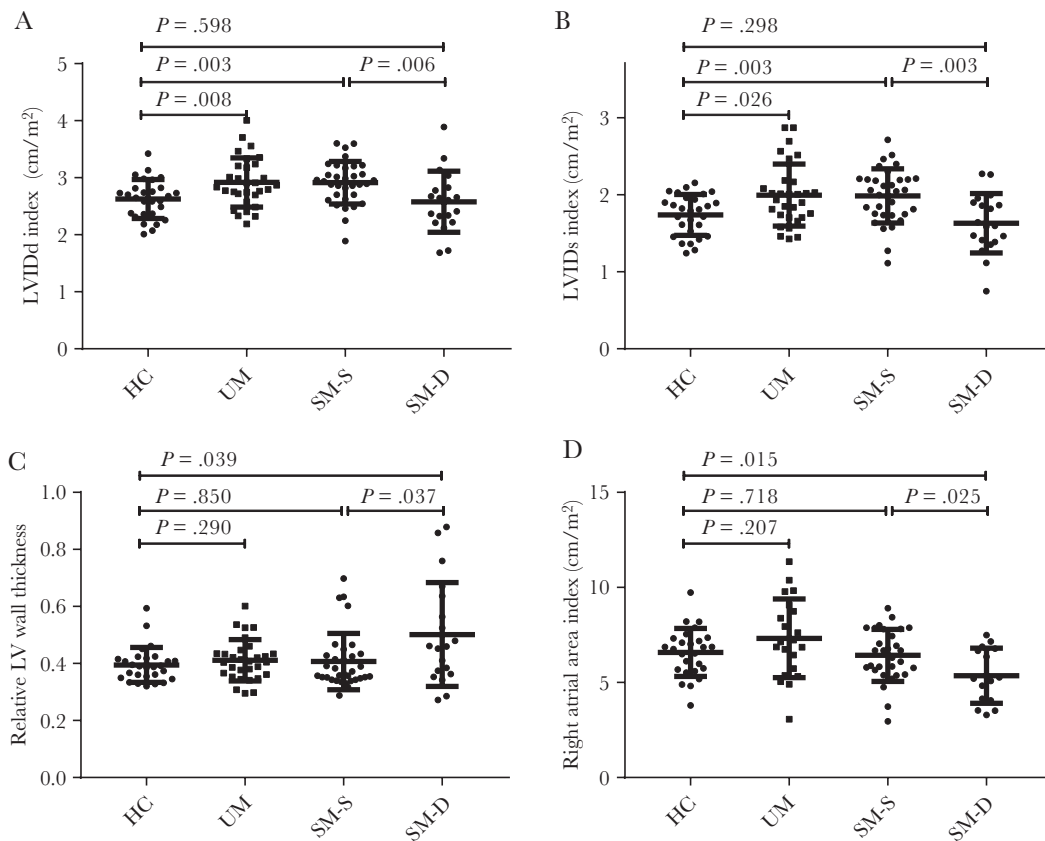 A
P = .598
P = .003
P = .006
P = .008
LVIDd index (cm/m²)
5
4
3
2
1
0
HC
UM
SM-S
SM-D
B
P = .298
P = .003
P = .003
P = .026
LVIDs index (cm/m²)
3
2
1
0
HC
UM
SM-S
SM-D
C
P = .039
P = .850
P = .037
P = .290
Relative LV wall thickness
1.0
0.8
0.6
0.4
0.2
0.0
HC
UM
SM-S
SM-D
D
P = .015
P = .718
P = .025
P = .207
Right atrial area index (cm/m²)
15
10
5
0
HC
UM
SM-S
SM-D